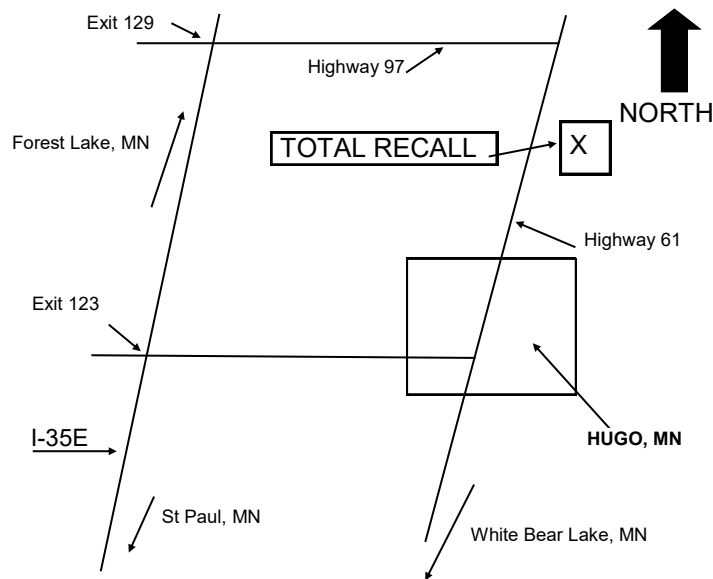 Exit 129
Highway 97
NORTH
Forest Lake, MN
TOTAL RECALL
X
Highway 61
Exit 123
I-35E
HUGO, MN
St Paul, MN
White Bear Lake, MN